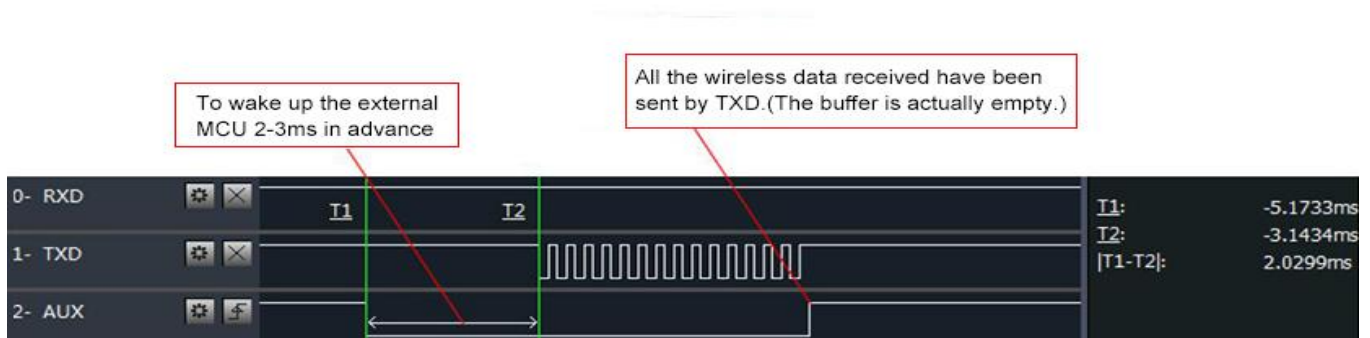 To wake up the external
MCU 2-3ms in advance
All the wireless data received have been
sent by TXD.(The buffer is actually empty.)
0- RXD
T1
T2
1- TXD
2- AUX
T1: -5.1733ms
T2: -3.1434ms
|T1-T2|: 2.0299ms